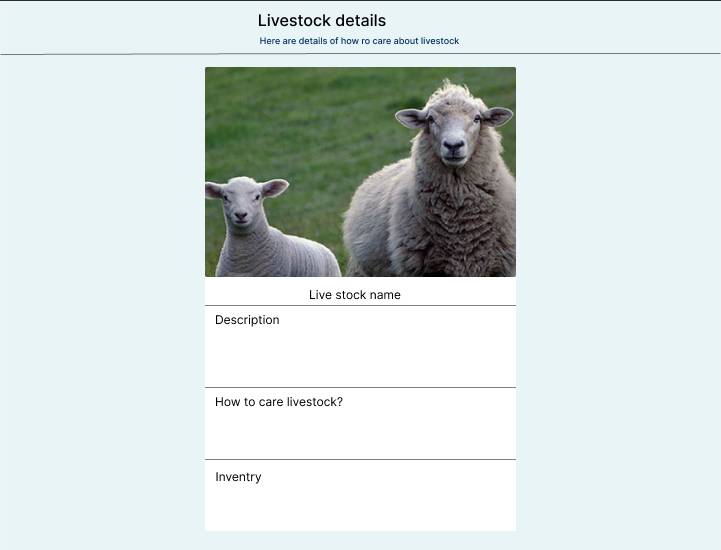 Livestock details
Here are details of how ro care about livestock
Live stock name
Description
How to care livestock?
Inventry